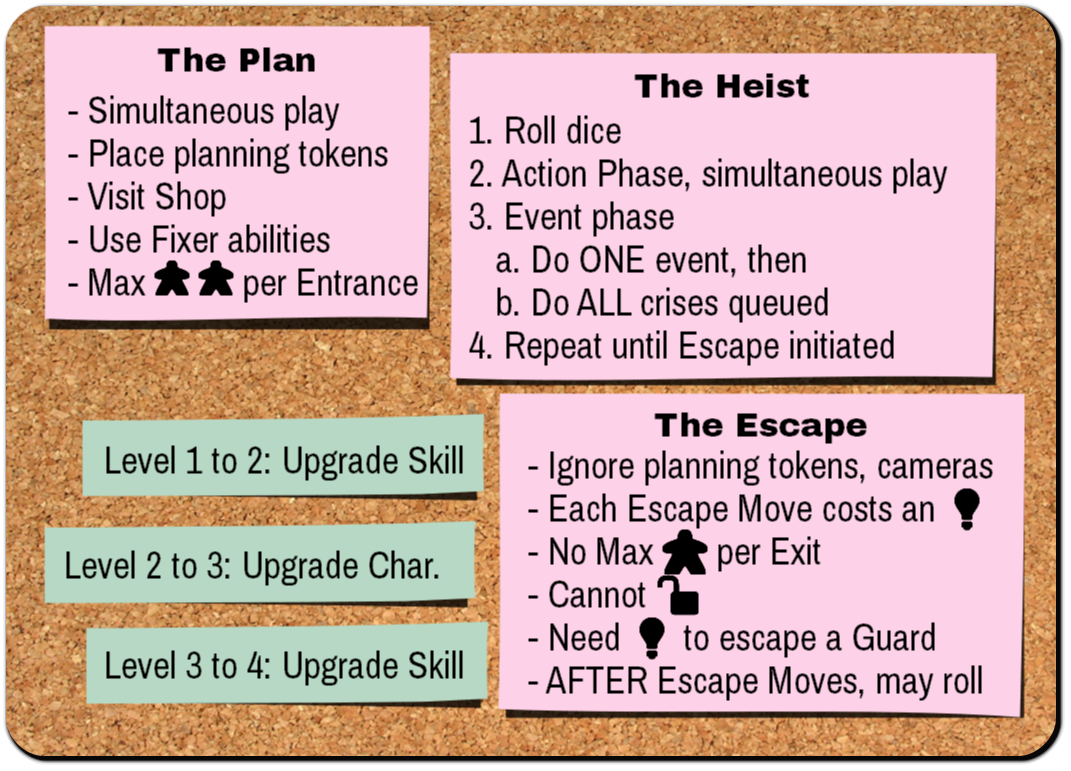 The Plan
- Simultaneous play
- Place planning tokens
- Visit Shop
- Use Fixer abilities
- Max per Entrance
The Heist
1. Roll dice
2. Action Phase, simultaneous play
3. Event phase
a. Do ONE event, then
b. Do ALL crises queued
4. Repeat until Escape initiated
Level 1 to 2: Upgrade Skill
Level 2 to 3: Upgrade Char.
Level 3 to 4: Upgrade Skill
The Escape
- Ignore planning tokens, cameras
- Each Escape Move costs an
- No Max per Exit
- Cannot
- Need to escape a Guard
- AFTER Escape Moves, may roll